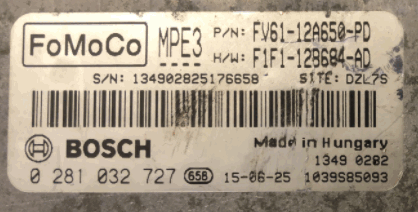 FoMoCo MPE3 P/N: FV61-12A650-PD
H/W: F1F1-12B684-AD
S/N: 134902825176658 SITE: DZL7S
BOSCH Made in Hungary
1349 0282
0 281 032 727 658 15-06-25 1039S85093